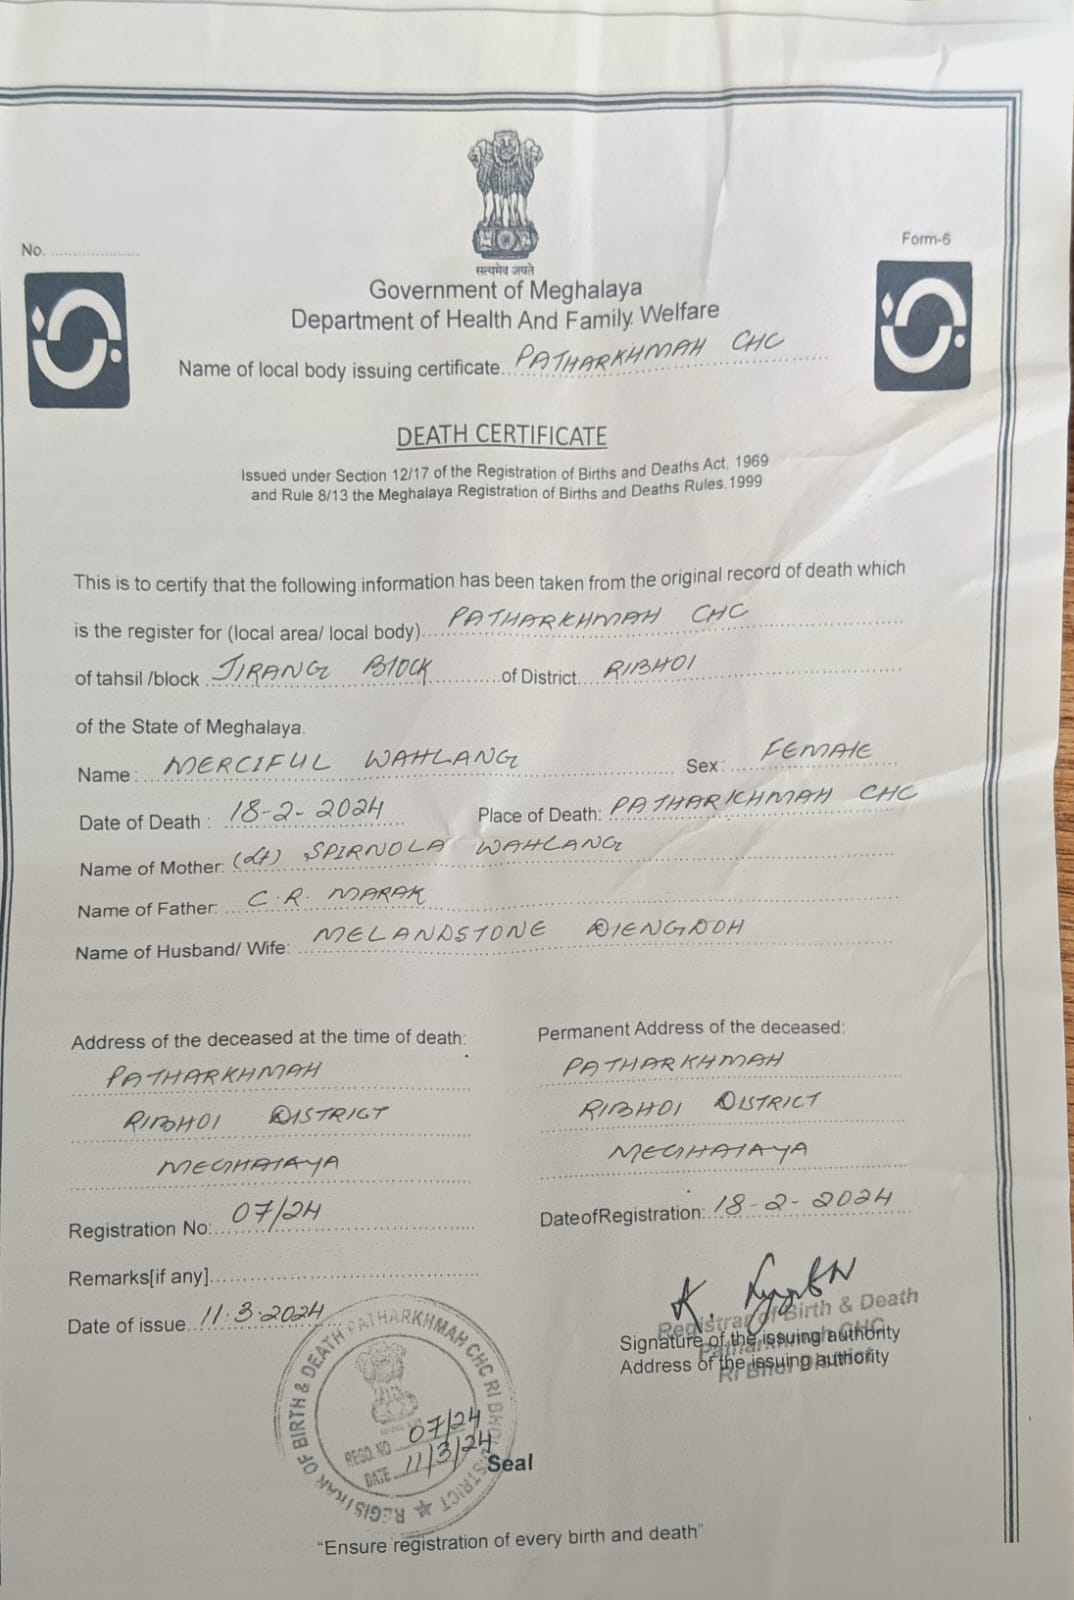 No. ....................
Form-6
सत्यमेव जयते
Government of Meghalaya
Department of Health And Family. Welfare
Name of local body issuing certificate...PATHARKHMAH CHC
DEATH CERTIFICATE
Issued under Section 12/17 of the Registration of Births and Deaths Act, 1969
and Rule 8/13 the Meghalaya Registration of Births and Deaths Rules,1999
This is to certify that the following information has been taken from the original record of death which
is the register for (local area/ local body)....PATHARKHMAH CHC
of tahsil /block ..JIRANG BLOCK..........of District....RIBHOI
of the State of Meghalaya.
Name :...MERCIFUL WAHLANG Sex:...FEMALE
Date of Death : 18-2-2024 Place of Death: PATHARKHMAH CHC
Name of Mother: (Lt) SPIRNOLA WAHLANG
Name of Father: ...C.R. MARAK
Name of Husband/ Wife: ...MELANDSTONE DIENGDOH
Address of the deceased at the time of death:
PATHARKHMAH
RIBHOI DISTRICT
MEGHALAYA
Permanent Address of the deceased:
PATHARKHMAH
RIBHOI DISTRICT
MEGHALAYA
Registration No:...07/24
DateofRegistration:..18-2-2024
Remarks[if any]....................
Date of issue...11.3.2024
Registrar of Birth & Death
Patharkhmah CHC
Ri Bhoi District
Signature of the issuing authority
Address of the issuing authority
REGISTRAR OF BIRTH & DEATH PATHARKHMAH CHC RI BHOI DISTRICT
REGD. NO 07/24
DATE 11/3/24
Seal
"Ensure registration of every birth and death"